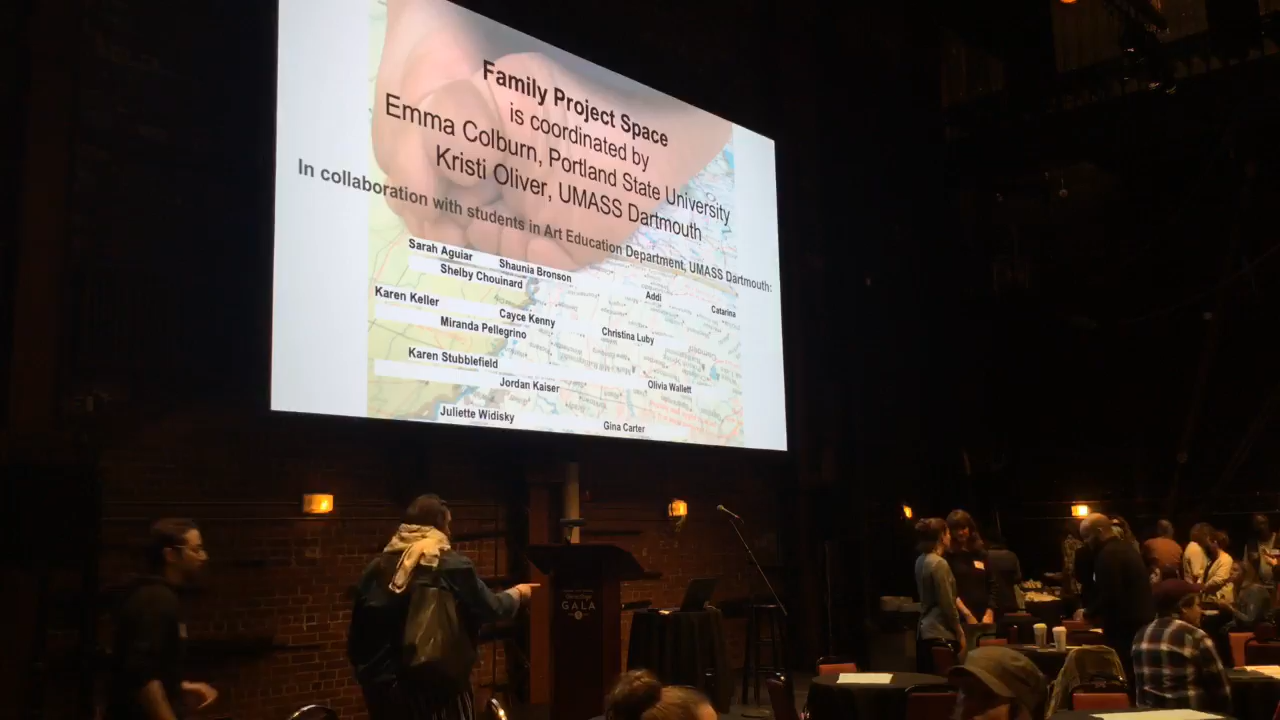 Family Project Space
is coordinated by
Emma Colburn, Portland State University
Kristi Oliver, UMASS Dartmouth
In collaboration with students in Art Education Department, UMASS Dartmouth:
Sarah Aguiar Shaunia Bronson
Shelby Chouinard Addi Catarina
Karen Keller
Cayce Kenny
Miranda Pellegrino Christina Luby
Karen Stubblefield
Jordan Kaiser Olivia Wallett
Juliette Widisky Gina Carter
GALA